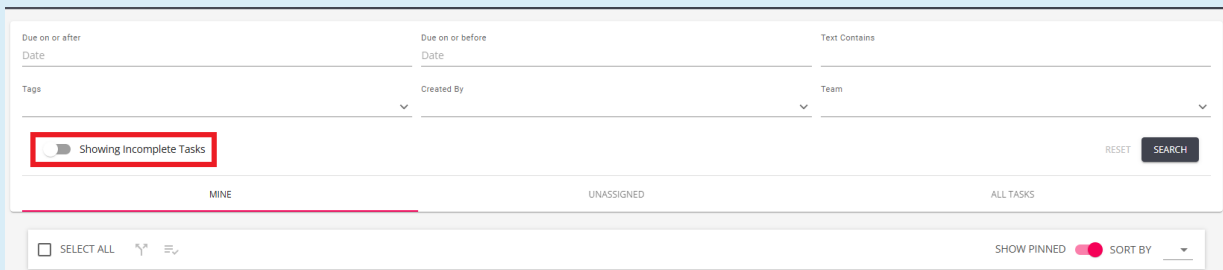 Due on or after
Due on or before
Text Contains
Date
Date
Tags
Created By
Team
Showing Incomplete Tasks
RESET
SEARCH
MINE
UNASSIGNED
ALL TASKS
SELECT ALL
SHOW PINNED
SORT BY